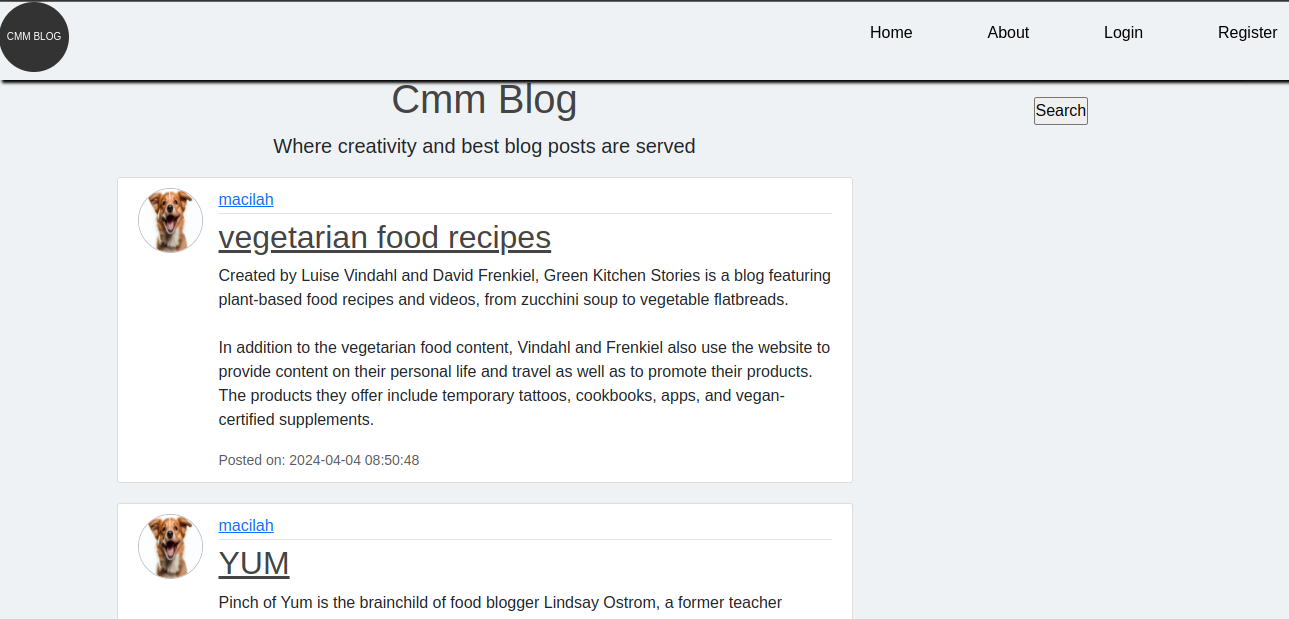 CMM BLOG
Home
About
Login
Register
Cmm Blog
Search
Where creativity and best blog posts are served
macilah
vegetarian food recipes
Created by Luise Vindahl and David Frenkiel, Green Kitchen Stories is a blog featuring
plant-based food recipes and videos, from zucchini soup to vegetable flatbreads.
In addition to the vegetarian food content, Vindahl and Frenkiel also use the website to
provide content on their personal life and travel as well as to promote their products.
The products they offer include temporary tattoos, cookbooks, apps, and vegan-
certified supplements.
Posted on: 2024-04-04 08:50:48
macilah
YUM
Pinch of Yum is the brainchild of food blogger Lindsay Ostrom, a former teacher